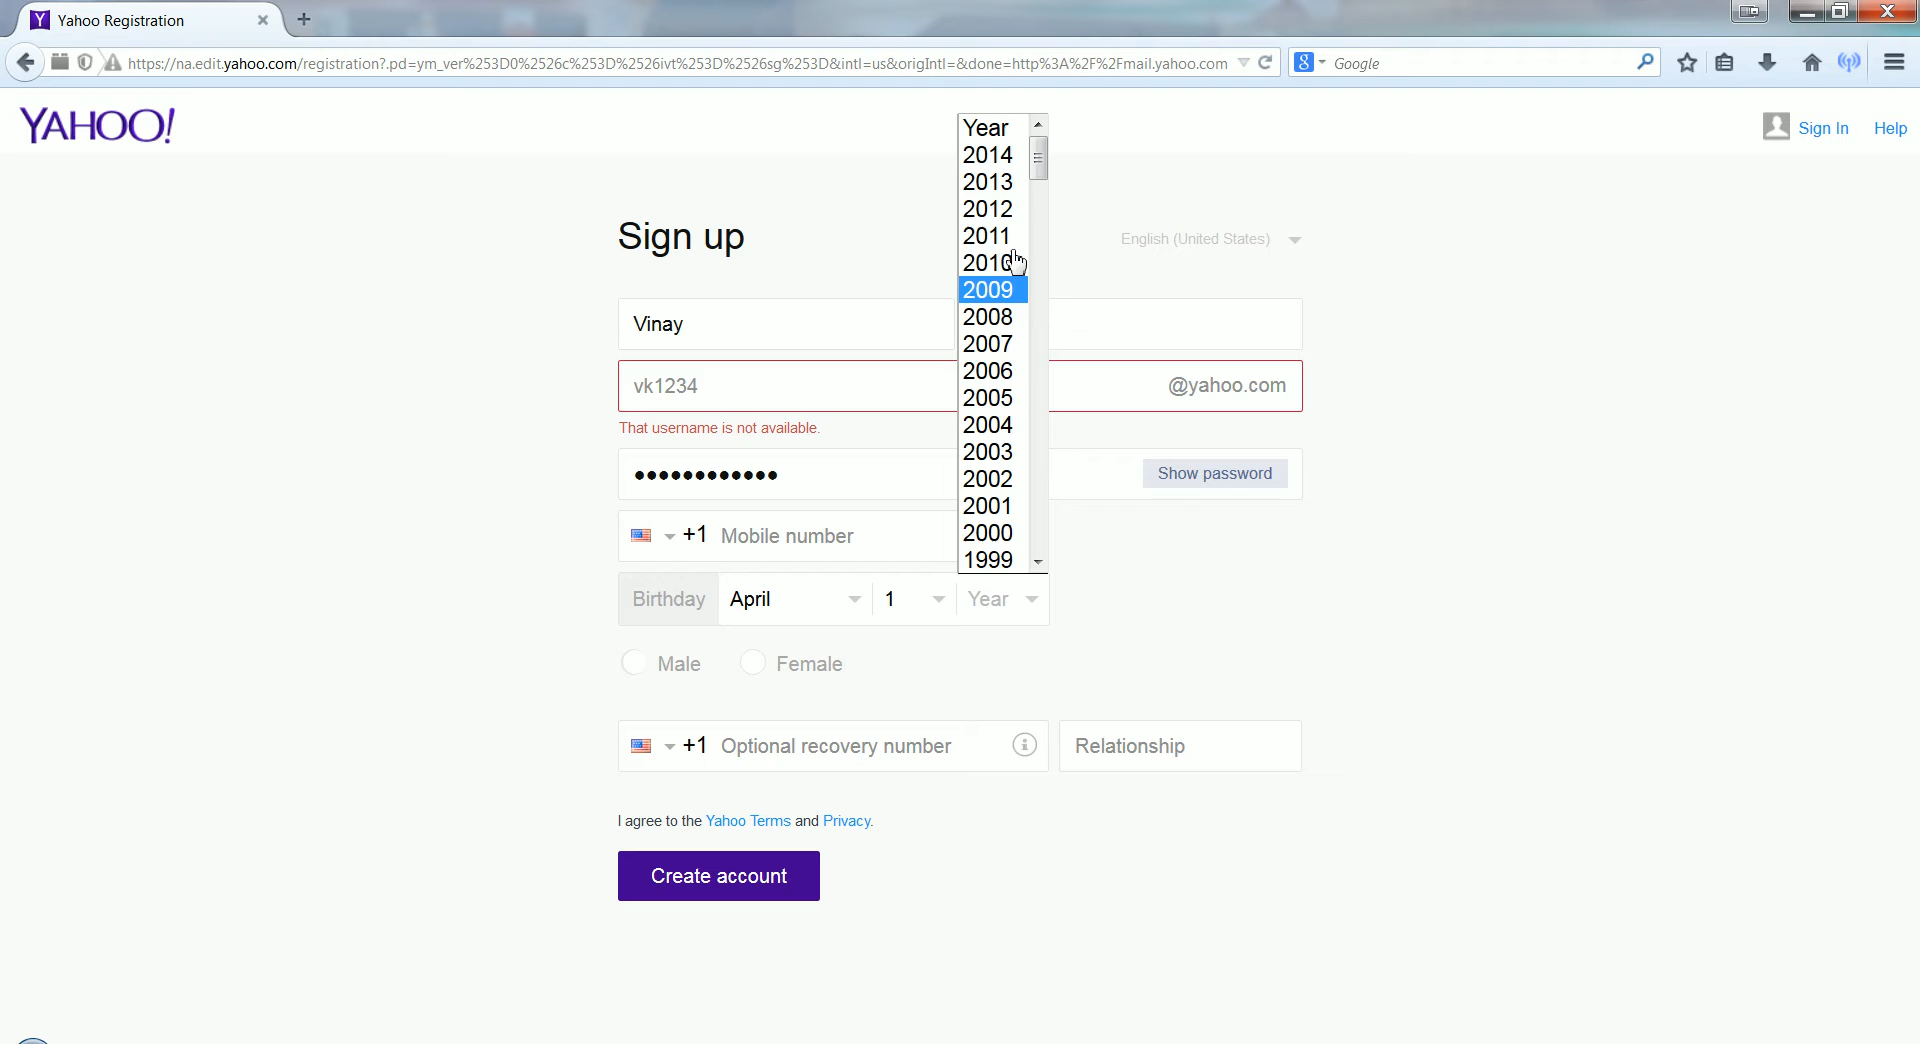 Yahoo Registration
https://na.edit.yahoo.com/registration?.pd=ym_ver%253D0%2526c%253D%2526ivt%253D%2526sg%253D&intl=us&origIntl=&done=http%3A%2F%2Fmail.yahoo.com
Google
YAHOO!
Sign In Help
Sign up
English (United States)
Vinay
vk1234 @yahoo.com
That username is not available.
●●●●●●●●●●●● Show password
+1 Mobile number
Year
2014
2013
2012
2011
2010
2009
2008
2007
2006
2005
2004
2003
2002
2001
2000
1999
Birthday April 1 Year
Male Female
+1 Optional recovery number Relationship
I agree to the Yahoo Terms and Privacy.
Create account